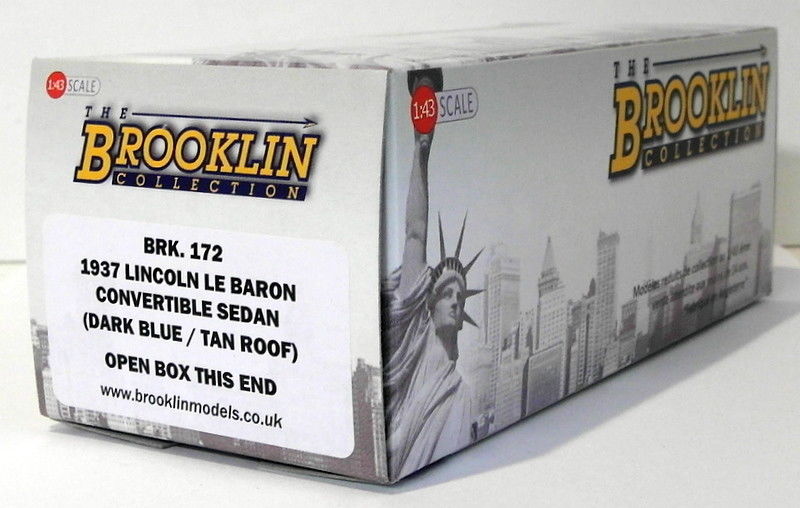 1:43 SCALE
THE
BROOKLIN
COLLECTION
BRK. 172
1937 LINCOLN LE BARON
CONVERTIBLE SEDAN
(DARK BLUE / TAN ROOF)
OPEN BOX THIS END
www.brooklinmodels.co.uk
1:43 SCALE
THE
BROOKLIN
COLLECTION